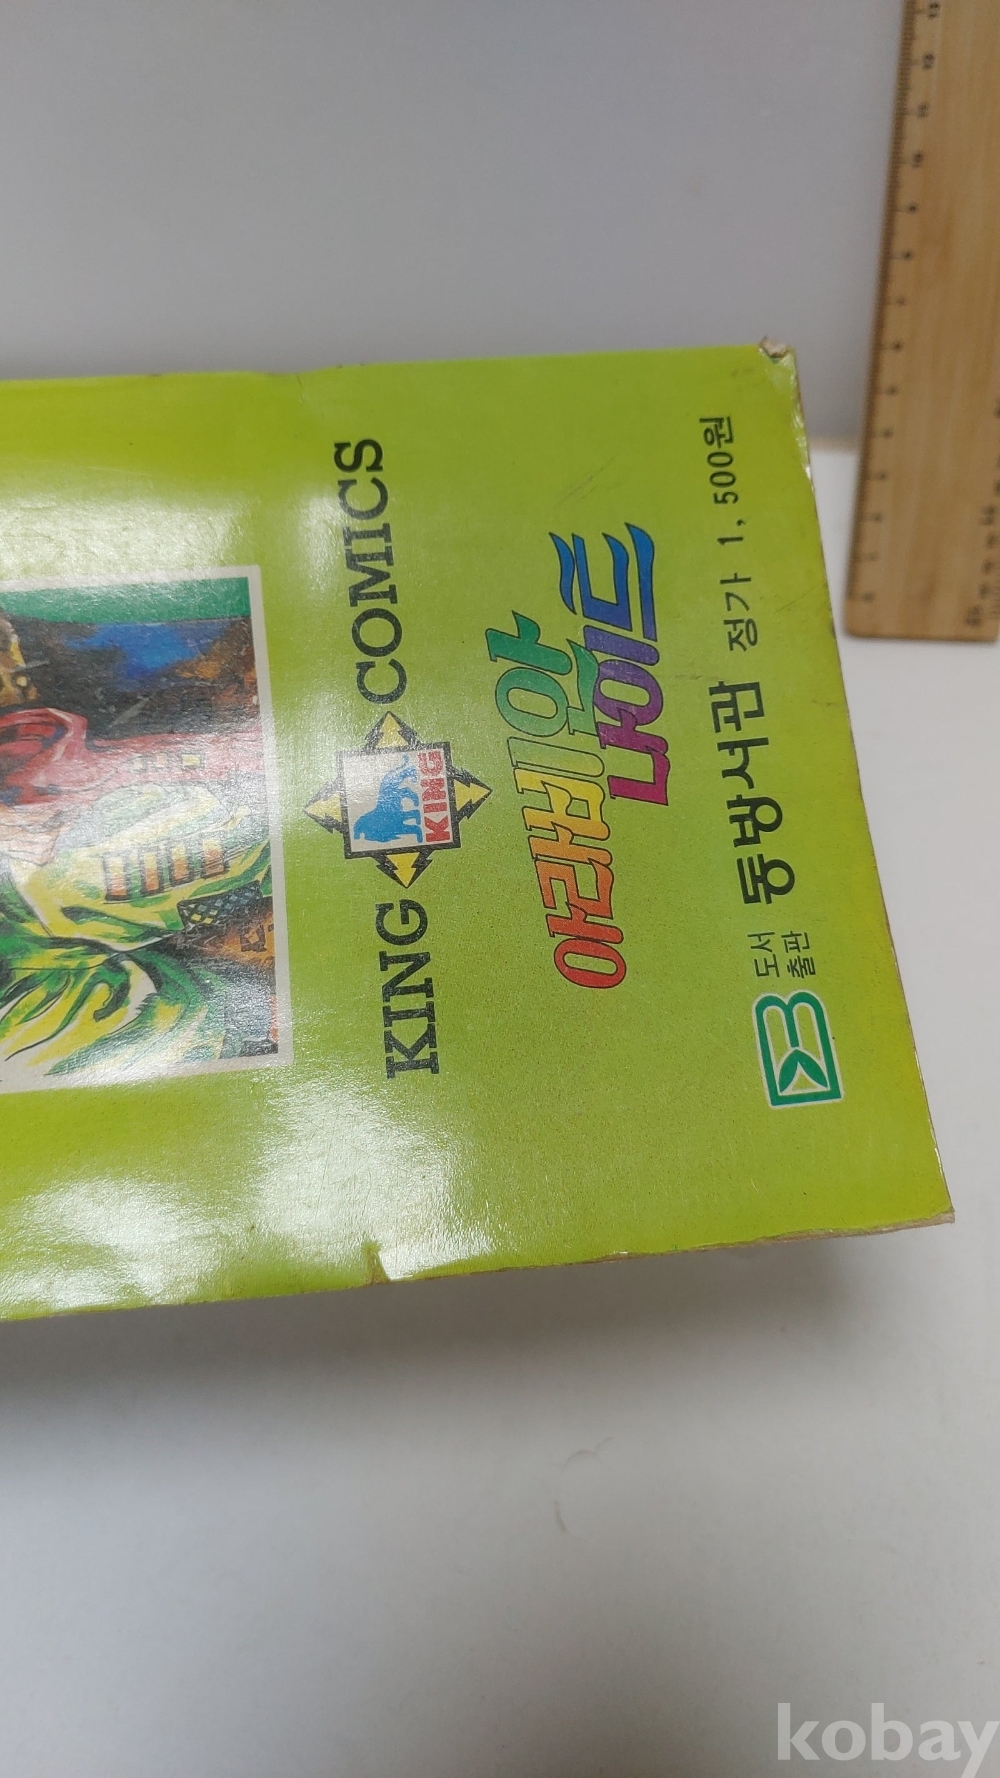 KING COMICS
KING
아라비안
나이트
도서
출판
동방서관 정가 1,500원
kobay